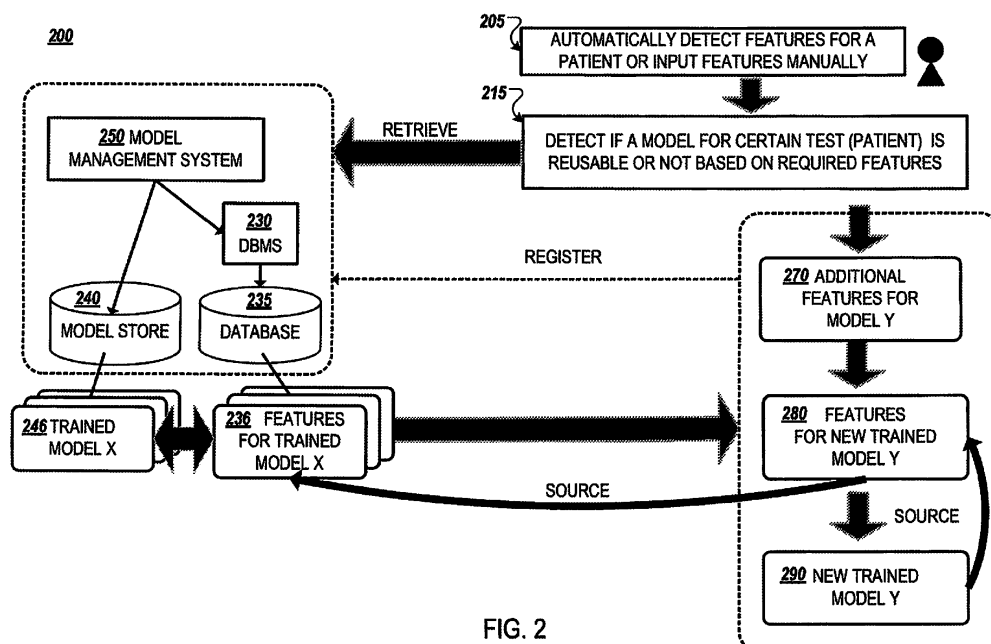 200
205
AUTOMATICALLY DETECT FEATURES FOR A
PATIENT OR INPUT FEATURES MANUALLY
215
DETECT IF A MODEL FOR CERTAIN TEST (PATIENT) IS
REUSABLE OR NOT BASED ON REQUIRED FEATURES
RETRIEVE
250 MODEL
MANAGEMENT SYSTEM
230
DBMS
240
MODEL STORE
235
DATABASE
REGISTER
270 ADDITIONAL
FEATURES FOR
MODEL Y
246 TRAINED
MODEL X
236 FEATURES
FOR TRAINED
MODEL X
280 FEATURES
FOR NEW TRAINED
MODEL Y
SOURCE
SOURCE
290 NEW TRAINED
MODEL Y
FIG. 2